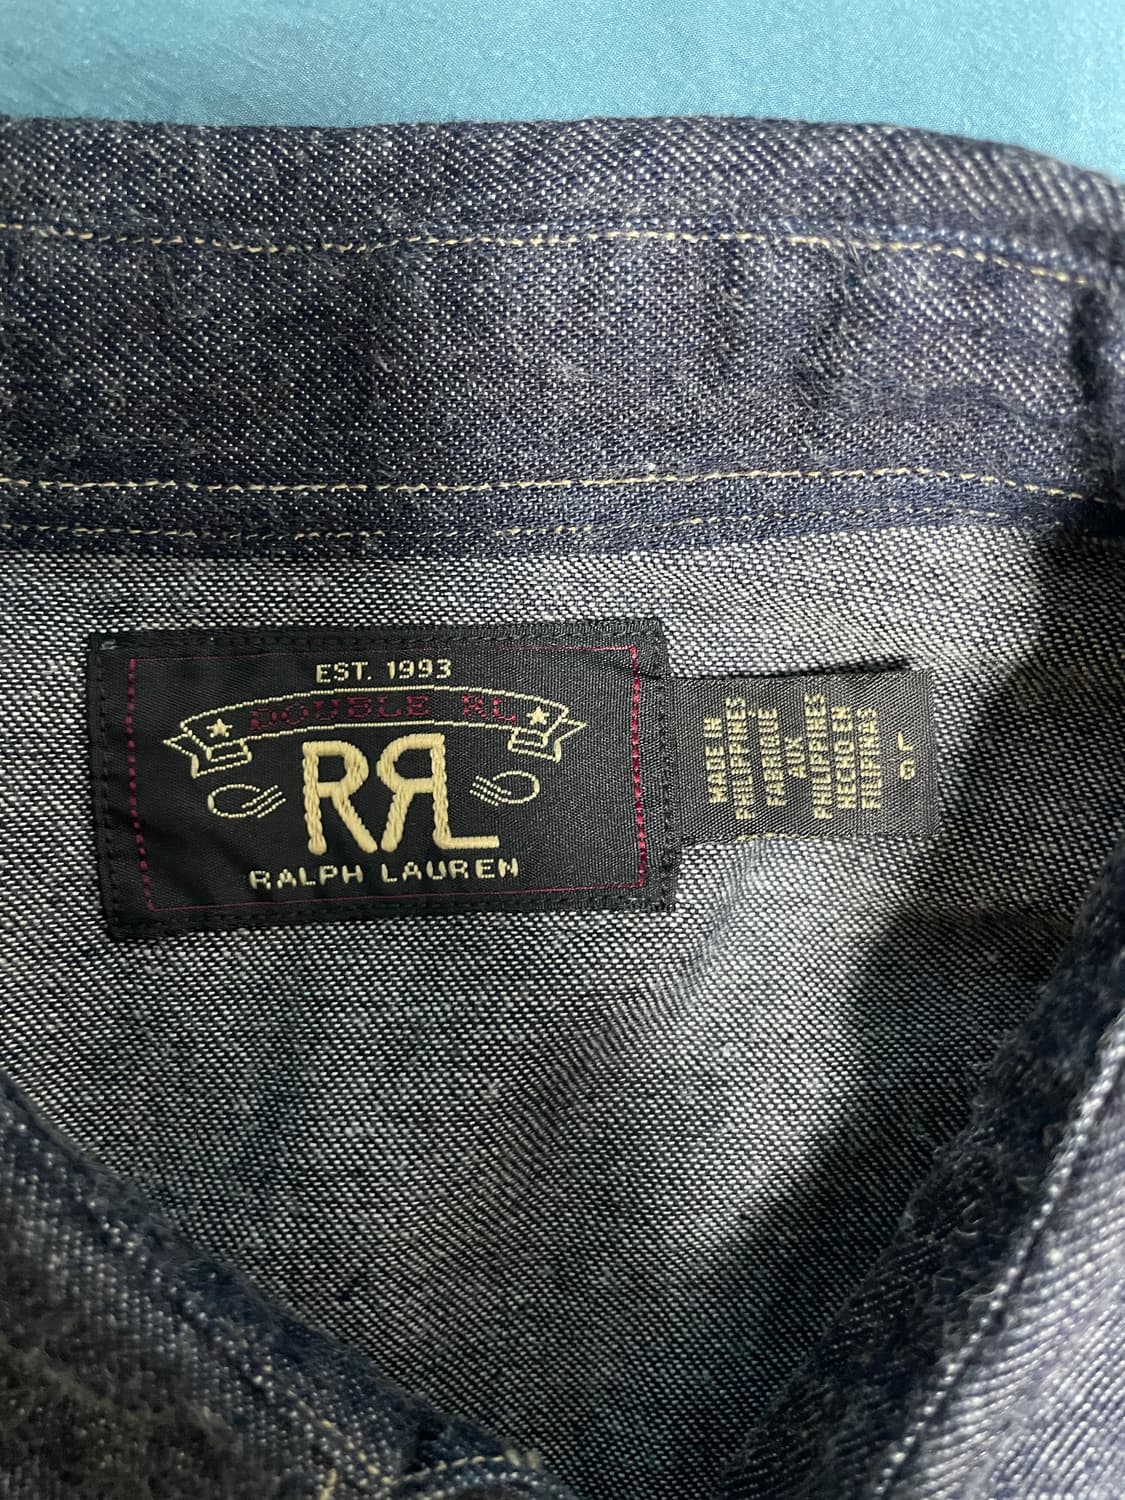 EST. 1993
DOUBLE RL
RRL
RALPH LAUREN
MADE IN
PHILIPPINES
FABRIQUÉ
AUX
PHILIPPINES
HECHO EN
FILIPINAS
L
G